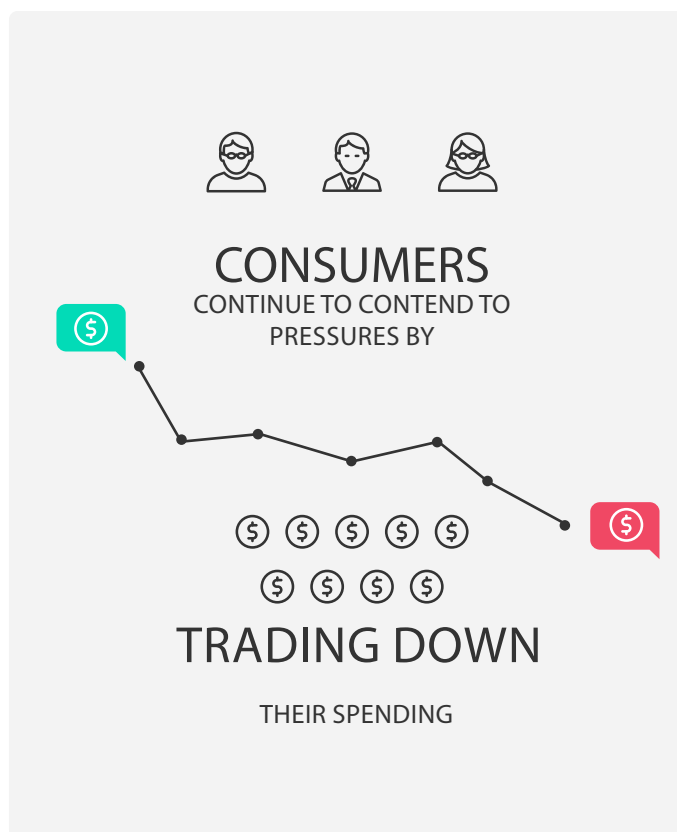 CONSUMERS
CONTINUE TO CONTEND TO
PRESSURES BY
$
$
$ $ $ $ $
$ $ $ $
TRADING DOWN
THEIR SPENDING